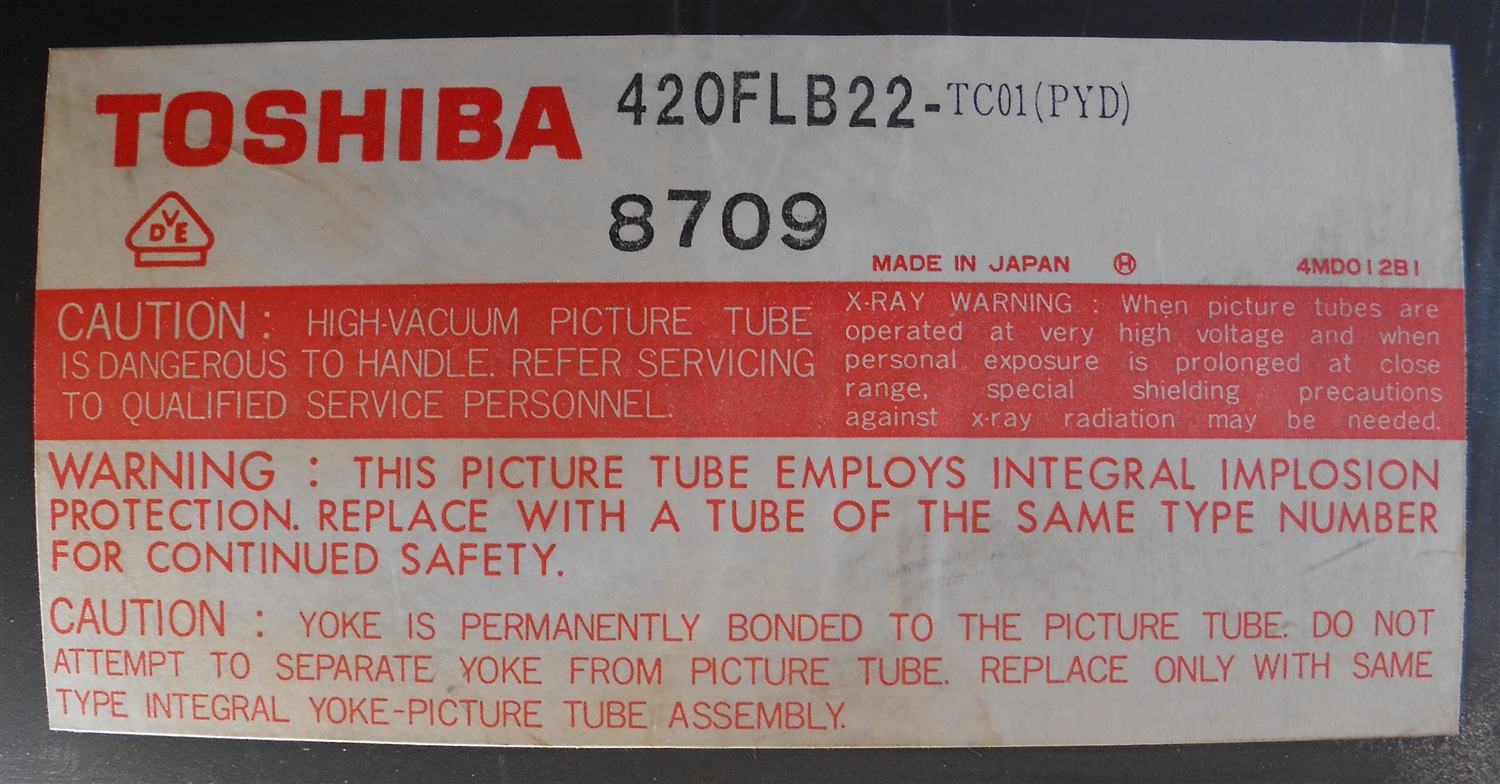 TOSHIBA 420FLB22-TC01(PYD)
VDE
8709
MADE IN JAPAN Ⓗ 4MD012B1
CAUTION : HIGH-VACUUM PICTURE TUBE
IS DANGEROUS TO HANDLE. REFER SERVICING
TO QUALIFIED SERVICE PERSONNEL.
X-RAY WARNING : When picture tubes are
operated at very high voltage and when
personal exposure is prolonged at close
range, special shielding precautions
against x-ray radiation may be needed.
WARNING : THIS PICTURE TUBE EMPLOYS INTEGRAL IMPLOSION
PROTECTION. REPLACE WITH A TUBE OF THE SAME TYPE NUMBER
FOR CONTINUED SAFETY.
CAUTION : YOKE IS PERMANENTLY BONDED TO THE PICTURE TUBE. DO NOT
ATTEMPT TO SEPARATE YOKE FROM PICTURE TUBE. REPLACE ONLY WITH SAME
TYPE INTEGRAL YOKE-PICTURE TUBE ASSEMBLY.